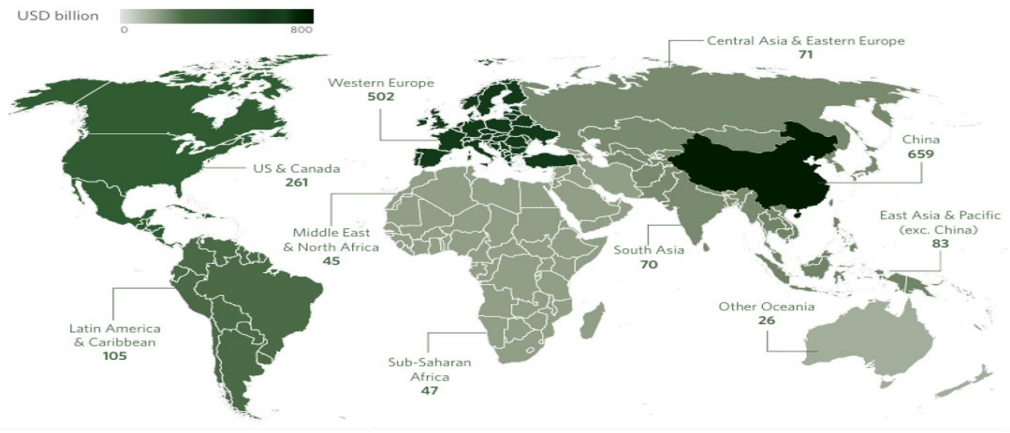 USD billion
0 800
Central Asia & Eastern Europe
71
Western Europe
502
China
659
US & Canada
261
East Asia & Pacific
(exc. China)
83
Middle East
& North Africa
45
South Asia
70
Other Oceania
26
Latin America
& Caribbean
105
Sub-Saharan
Africa
47